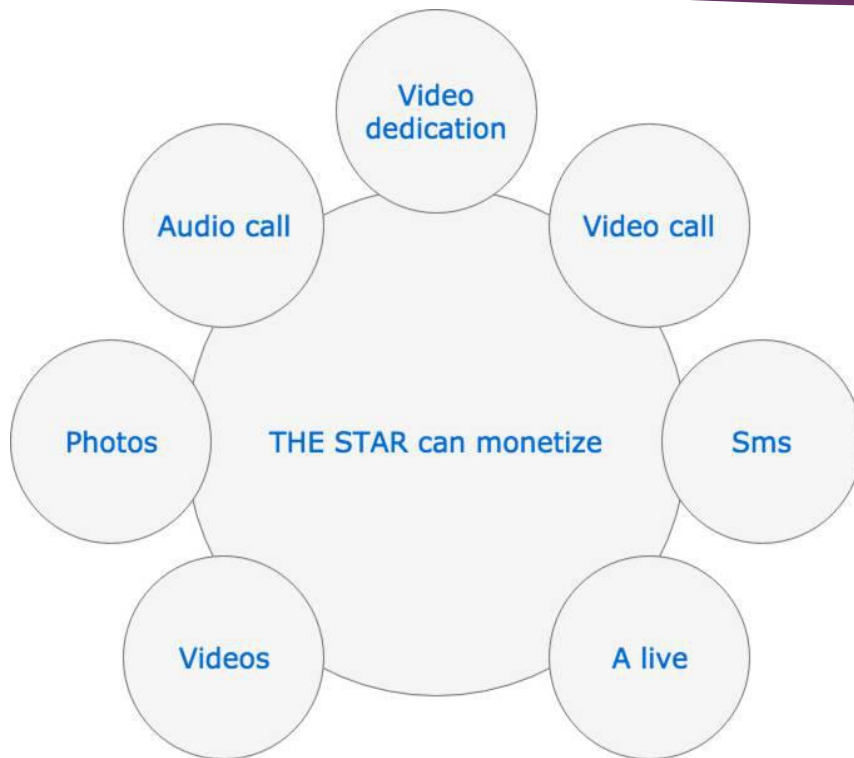 Video
dedication
Audio call
Video call
Photos
THE STAR can monetize
Sms
Videos
A live